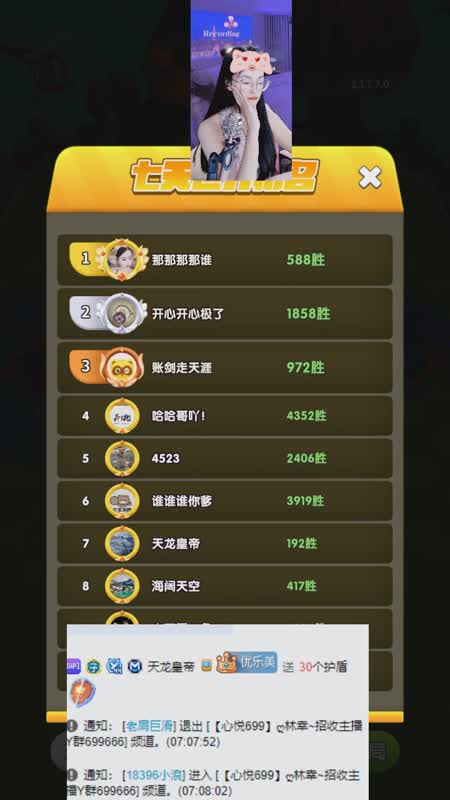 Recording
2.1.1.7.0
七天
名
1 那那那那谁 588胜
2 开心开心极了 1858胜
3 账剑走天涯 972胜
4 哈哈哥吖! 4352胜
5 4523 2406胜
6 谁谁谁你爹 3919胜
7 天龙皇帝 192胜
8 海阔天空 417胜
天龙皇帝 优乐美 送 30个护盾
通知： [老屌巨滑] 退出 [【心悦699】ღ林幸~招收主播
Y群699666] 频道。(07:07:52)
通知： [18396小浪] 进入 [【心悦699】ღ林幸~招收主
播Y群699666] 频道。(07:08:02)
局